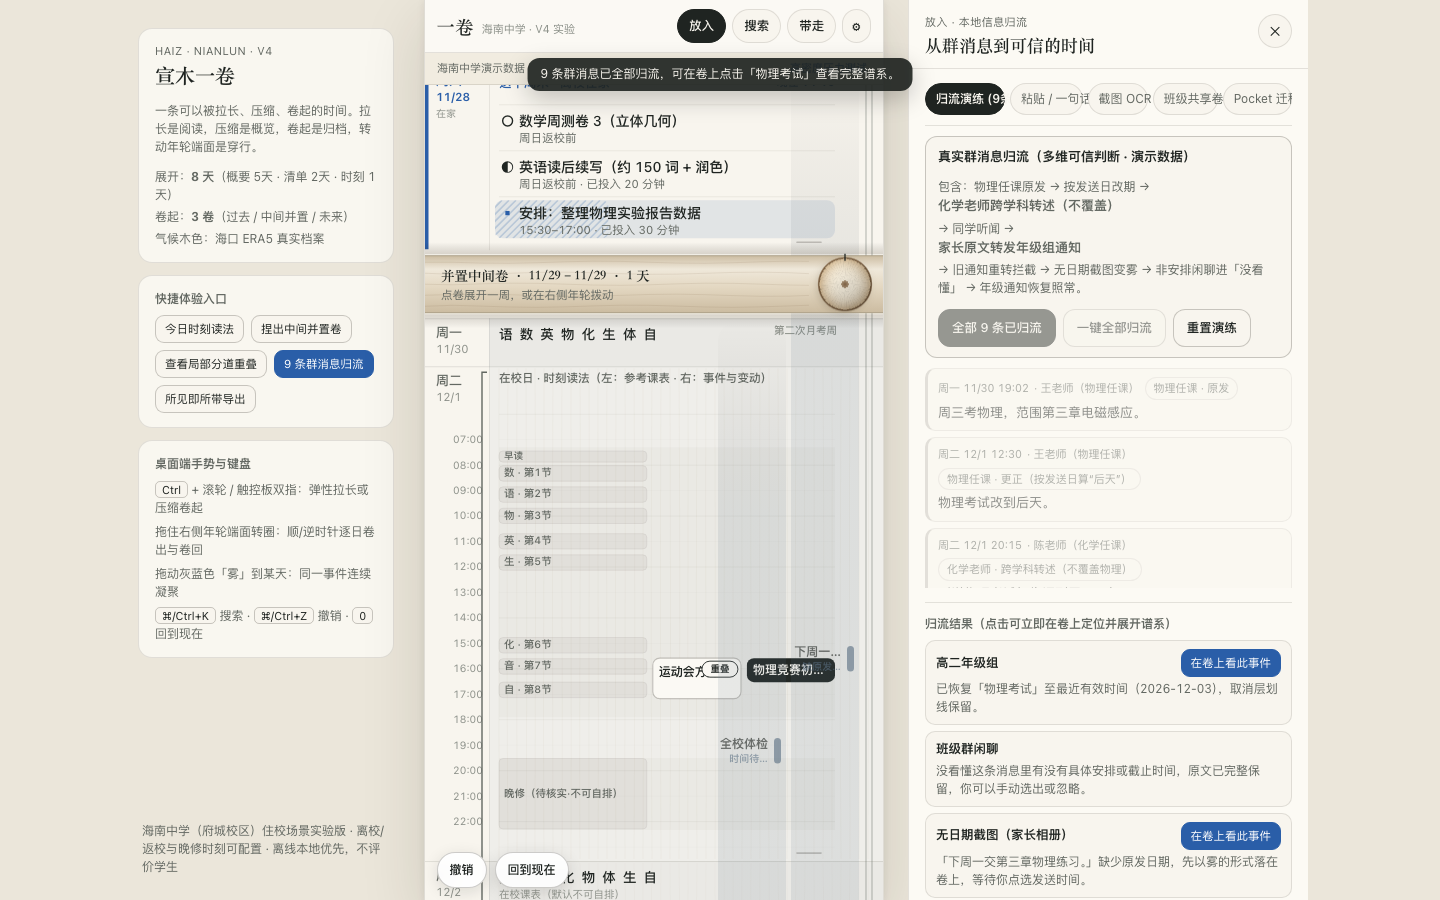 HAIZ · NIANLUN · V4
宣木一卷
一条可以被拉长、压缩、卷起的时间。拉
长是阅读，压缩是概览，卷起是归档，转
动年轮端面是穿行。
展开：8 天（概要 5天 · 清单 2天 · 时刻 1
天）
卷起：3 卷（过去 / 中间并置 / 未来）
气候木色：海口 ERA5 真实档案
快捷体验入口
今日时刻读法
捏出中间并置卷
查看局部分道重叠
9 条群消息归流
所见即所带导出
桌面端手势与键盘
Ctrl + 滚轮 / 触控板双指：弹性拉长或
压缩卷起
拖住右侧年轮端面转圈：顺/逆时针逐日卷
出与卷回
拖动灰蓝色「雾」到某天：同一事件连续
凝聚
⌘/Ctrl+K 搜索 · ⌘/Ctrl+Z 撤销 · 0
回到现在
海南中学（府城校区）住校场景实验版 · 离校/
返校与晚修时刻可配置 · 离线本地优先，不评
价学生
一卷
海南中学 · V4 实验
放入
搜索
带走
⚙
海南中学演示数据
9 条群消息已全部归流，可在卷上点击「物理考试」查看完整谱系。
11/28
在家
数学周测卷 3（立体几何）
周日返校前
英语读后续写（约 150 词 + 润色）
周日返校前 · 已投入 20 分钟
安排：整理物理实验报告数据
15:30–17:00 · 已投入 30 分钟
并置中间卷 · 11/29 – 11/29 · 1 天
点卷展开一周，或在右侧年轮拨动
周一
11/30
语 数 英 物 化 生 体 自
第二次月考周
周二
12/1
在校日 · 时刻读法（左：参考课表 · 右：事件与变动）
07:00
早读
08:00
数 · 第1节
09:00
语 · 第2节
10:00
物 · 第3节
11:00
英 · 第4节
12:00
生 · 第5节
13:00
14:00
15:00
化 · 第6节
下周一…
16:00
音 · 第7节
运动会方
重叠
物理竞赛初…
17:00
自 · 第8节
18:00
19:00
全校体检
时间待…
20:00
21:00
晚修（待核实·不可自排）
22:00
撤销
回到现在
12/2
化 物 体 生 自
在校课表（默认不可自排）
放入 · 本地信息归流
从群消息到可信的时间
✕
归流演练 (9条
粘贴 / 一句话
截图 OCR
班级共享卷
Pocket 迁移
真实群消息归流（多维可信判断 · 演示数据）
包含：物理任课原发 → 按发送日改期 →
化学老师跨学科转述（不覆盖）
→ 同学听闻 →
家长原文转发年级组通知
→ 旧通知重转拦截 → 无日期截图变雾 → 非安排闲聊进「没看
懂」 → 年级通知恢复照常。
全部 9 条已归流
一键全部归流
重置演练
周一 11/30 19:02 · 王老师（物理任课）
物理任课 · 原发
周三考物理，范围第三章电磁感应。
周二 12/1 12:30 · 王老师（物理任课）
物理任课 · 更正（按发送日算“后天”）
物理考试改到后天。
周二 12/1 20:15 · 陈老师（化学任课）
化学老师 · 跨学科转述（不覆盖物理）
归流结果（点击可立即在卷上定位并展开谱系）
高二年级组
在卷上看此事件
已恢复「物理考试」至最近有效时间（2026-12-03），取消层划
线保留。
班级群闲聊
没看懂这条消息里有没有具体安排或截止时间，原文已完整保
留，你可以手动选出或忽略。
无日期截图（家长相册）
在卷上看此事件
「下周一交第三章物理练习。」缺少原发日期，先以雾的形式落在
卷上，等待你点选发送时间。